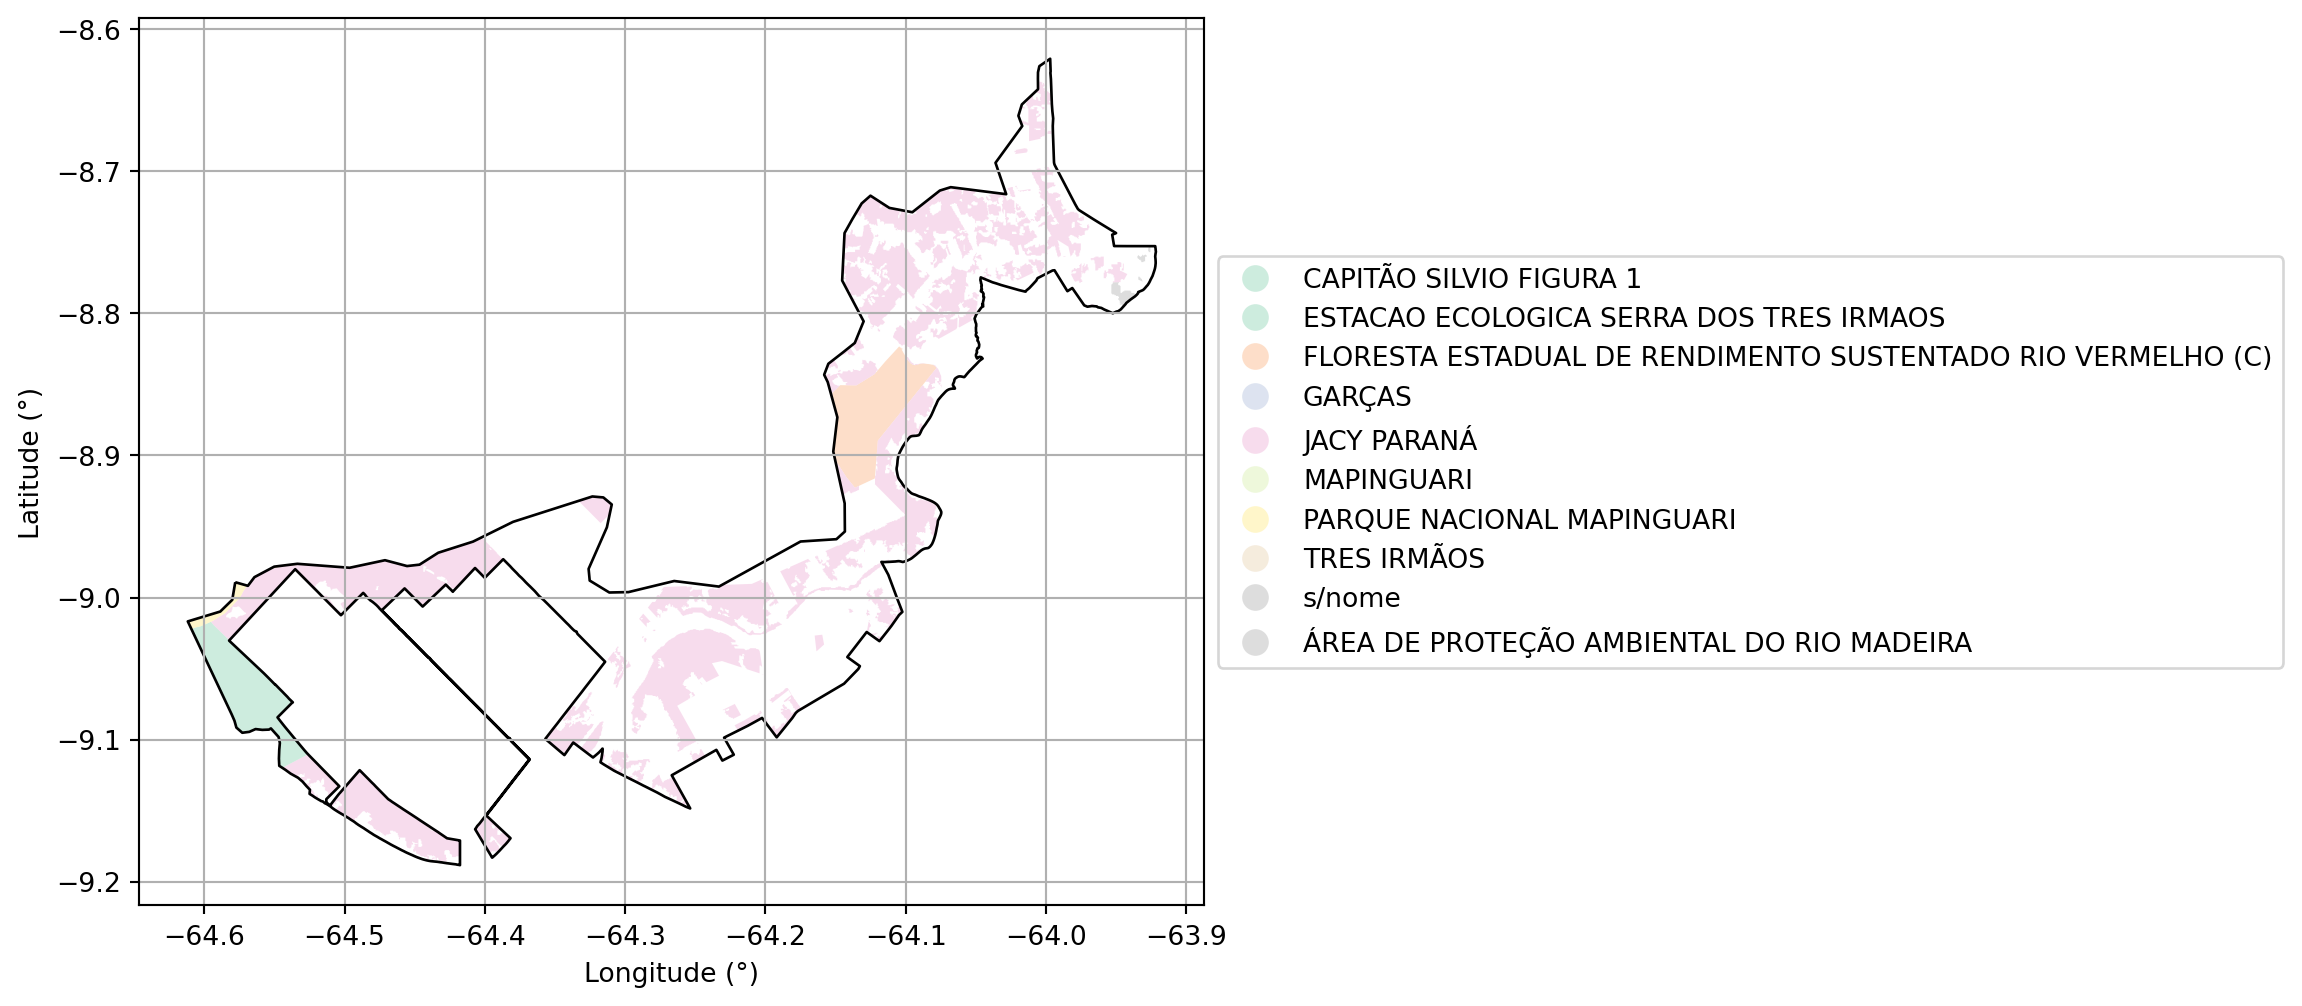 −8.6
−8.7
−8.8
−8.9
−9.0
−9.1
−9.2
Latitude (°)
−64.6 −64.5 −64.4 −64.3 −64.2 −64.1 −64.0 −63.9
Longitude (°)
CAPITÃO SILVIO FIGURA 1
ESTACAO ECOLOGICA SERRA DOS TRES IRMAOS
FLORESTA ESTADUAL DE RENDIMENTO SUSTENTADO RIO VERMELHO (C)
GARÇAS
JACY PARANÁ
MAPINGUARI
PARQUE NACIONAL MAPINGUARI
TRES IRMÃOS
s/nome
ÁREA DE PROTEÇÃO AMBIENTAL DO RIO MADEIRA